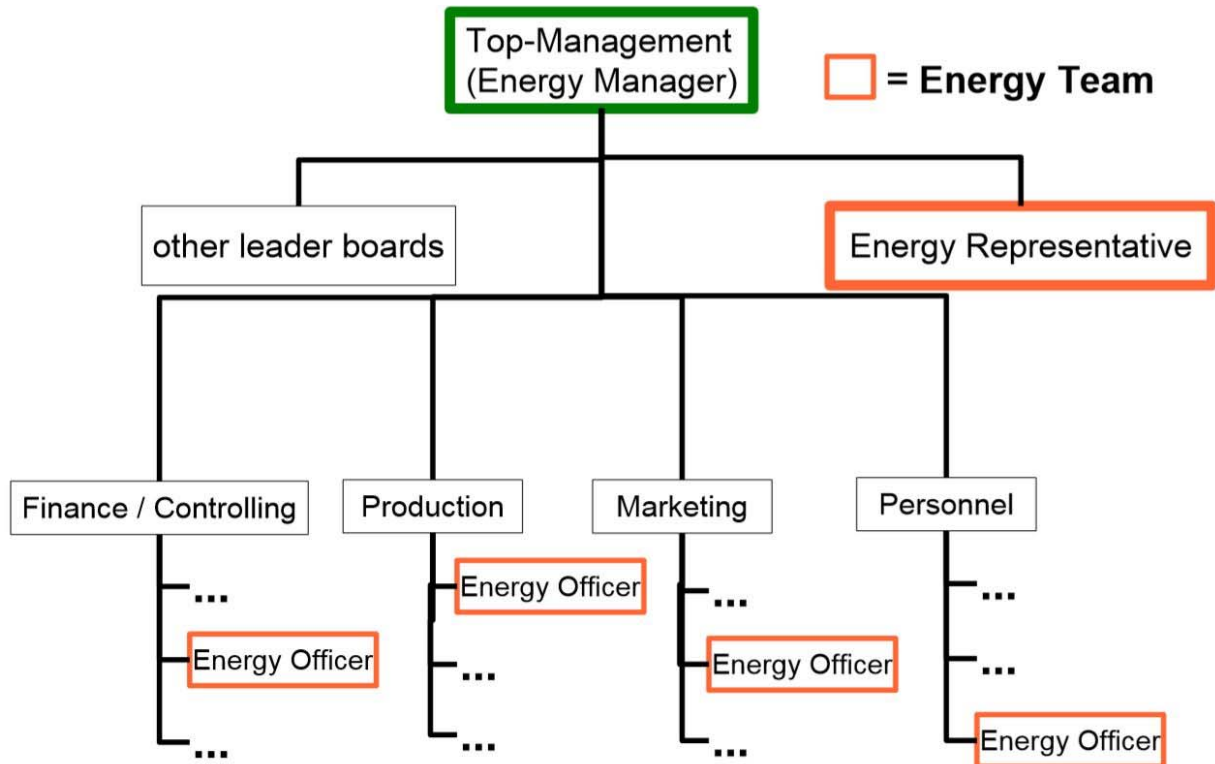 Top-Management
(Energy Manager)
= Energy Team
other leader boards
Energy Representative
Finance / Controlling
Production
Marketing
Personnel
...
Energy Officer
...
Energy Officer
...
...
...
Energy Officer
...
...
...
Energy Officer